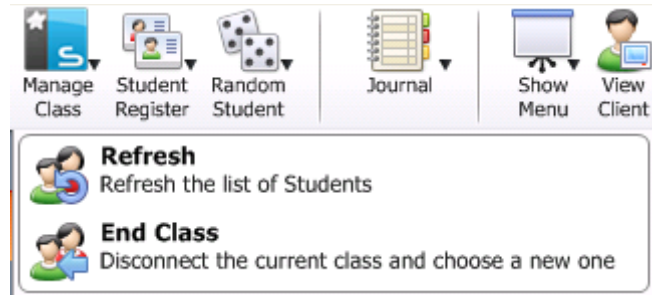 Manage Class
Student Register
Random Student
Journal
Show Menu
View Client
Refresh
Refresh the list of Students
End Class
Disconnect the current class and choose a new one